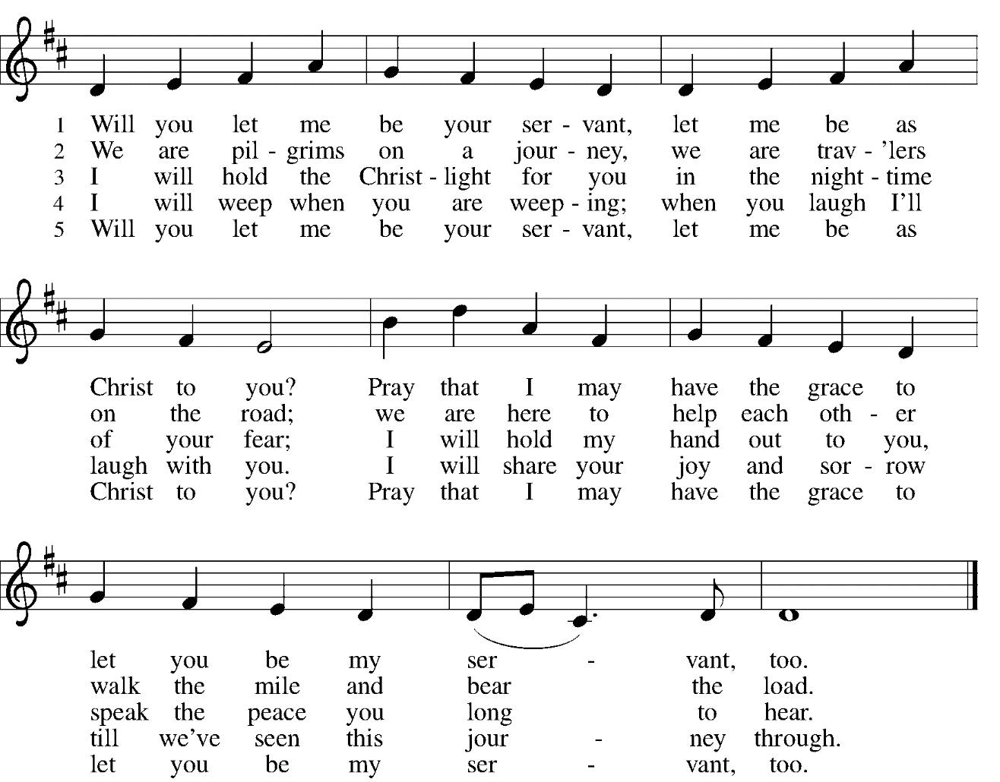 1 Will you let me be your ser - vant, let me be as
2 We are pil - grims on a jour - ney, we are trav - ’lers
3 I will hold the Christ - light for you in the night - time
4 I will weep when you are weep - ing; when you laugh I’ll
5 Will you let me be your ser - vant, let me be as
Christ to you? Pray that I may have the grace to
on the road; we are here to help each oth - er
of your fear; I will hold my hand out to you,
laugh with you. I will share your joy and sor - row
Christ to you? Pray that I may have the grace to
let you be my ser - vant, too.
walk the mile and bear the load.
speak the peace you long to hear.
till we've seen this jour - ney through.
let you be my ser - vant, too.